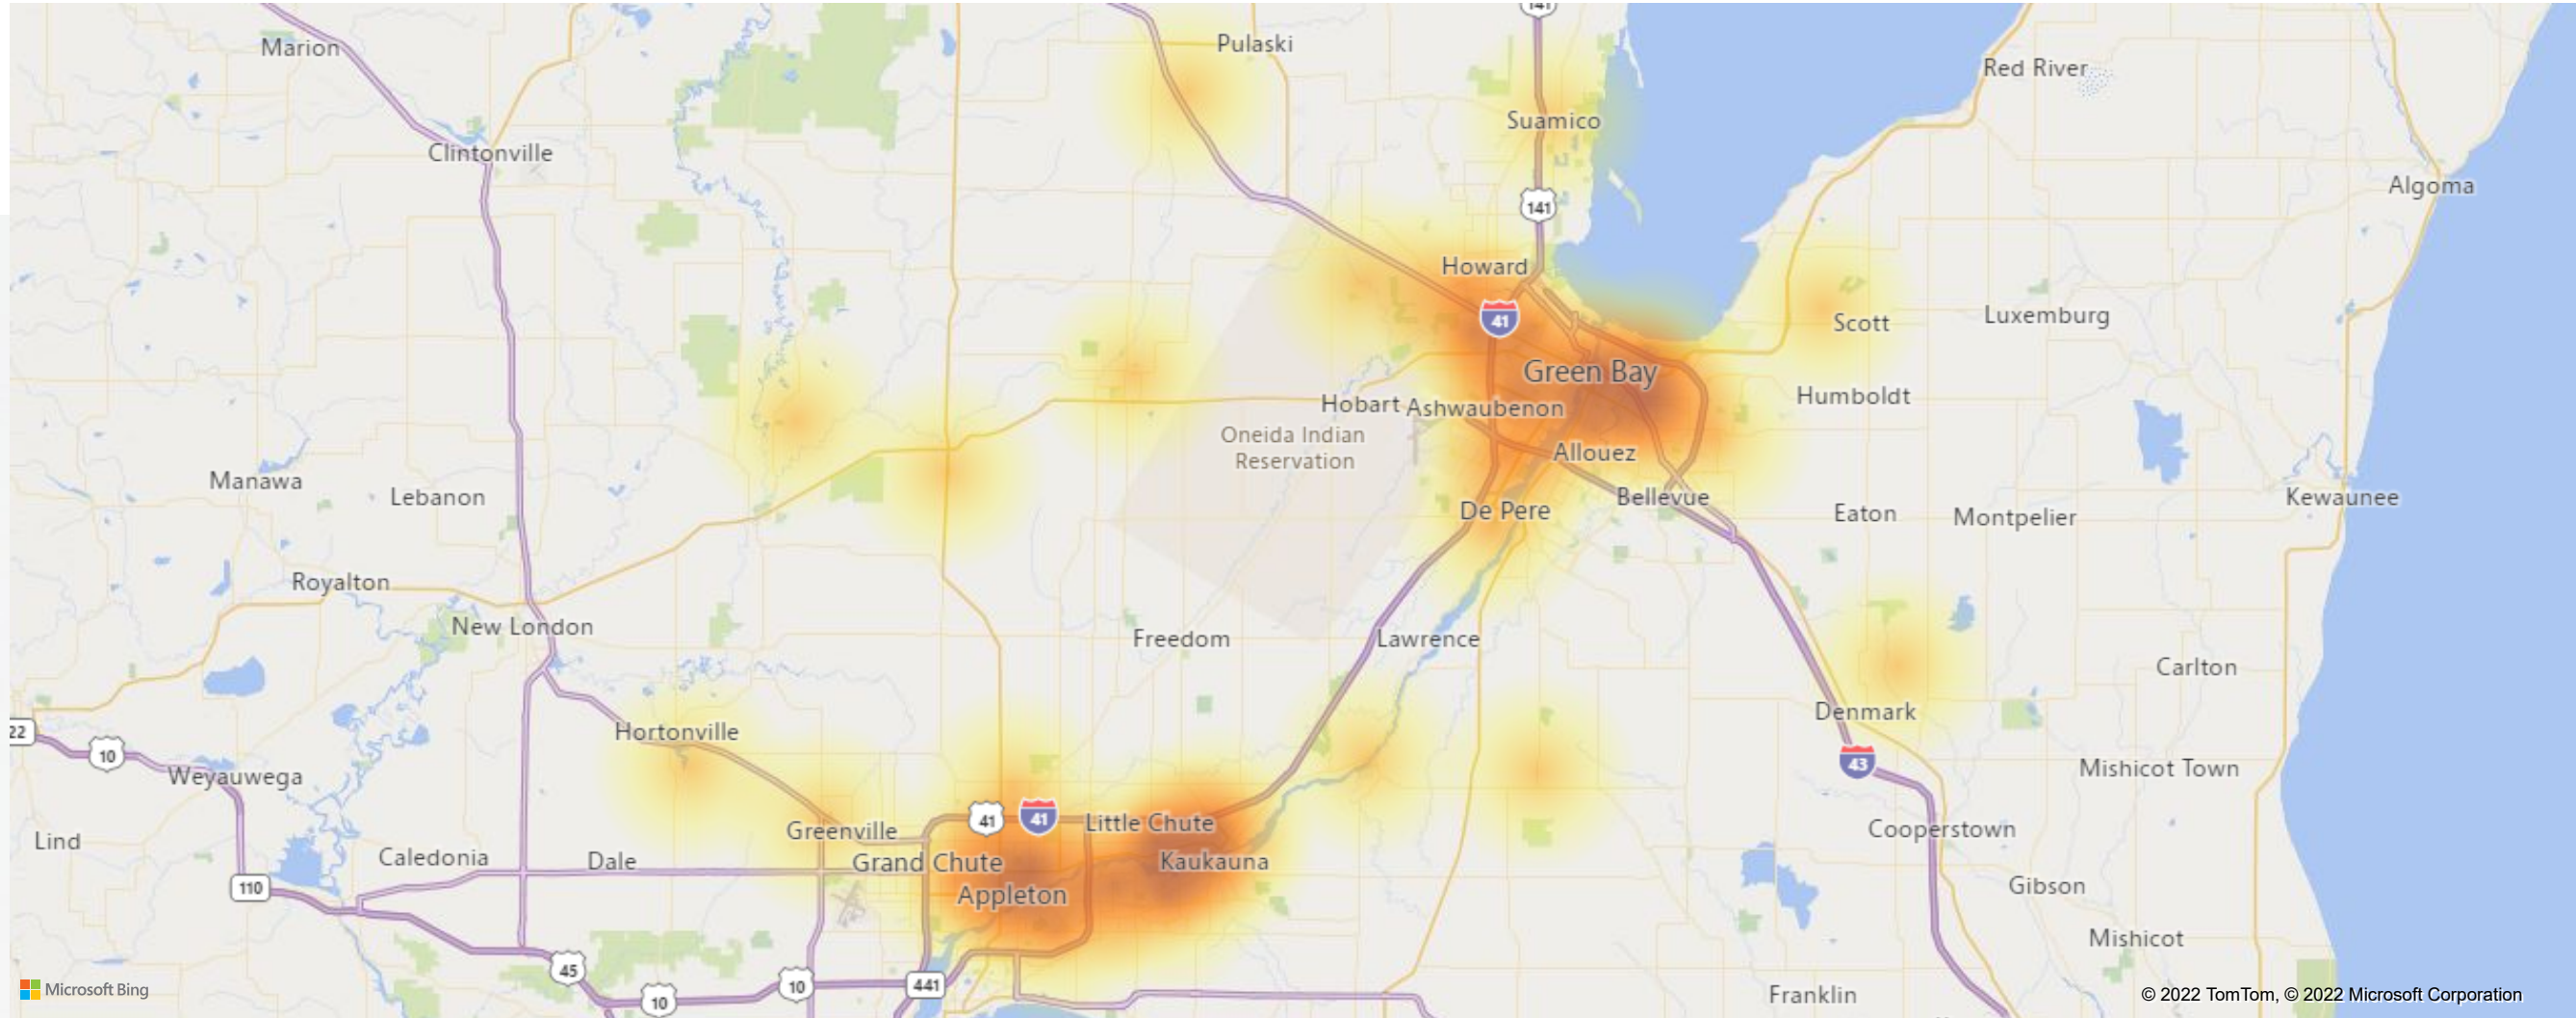 141
Marion
Pulaski
Red River
Suamico
Clintonville
Algoma
141
Howard
41
Scott
Luxemburg
Green Bay
Humboldt
Hobart
Ashwaubenon
Oneida Indian
Reservation
Allouez
Manawa
Lebanon
De Pere
Bellevue
Kewaunee
Eaton
Montpelier
Royalton
New London
Freedom
Lawrence
Carlton
Denmark
22
Hortonville
10
43
Weyauwega
Mishicot Town
41
41
Little Chute
Greenville
Lind
Cooperstown
Caledonia
Dale
Grand Chute
Kaukauna
110
Appleton
Gibson
Mishicot
45
10
441
10
Microsoft Bing
Franklin
© 2022 TomTom, © 2022 Microsoft Corporation